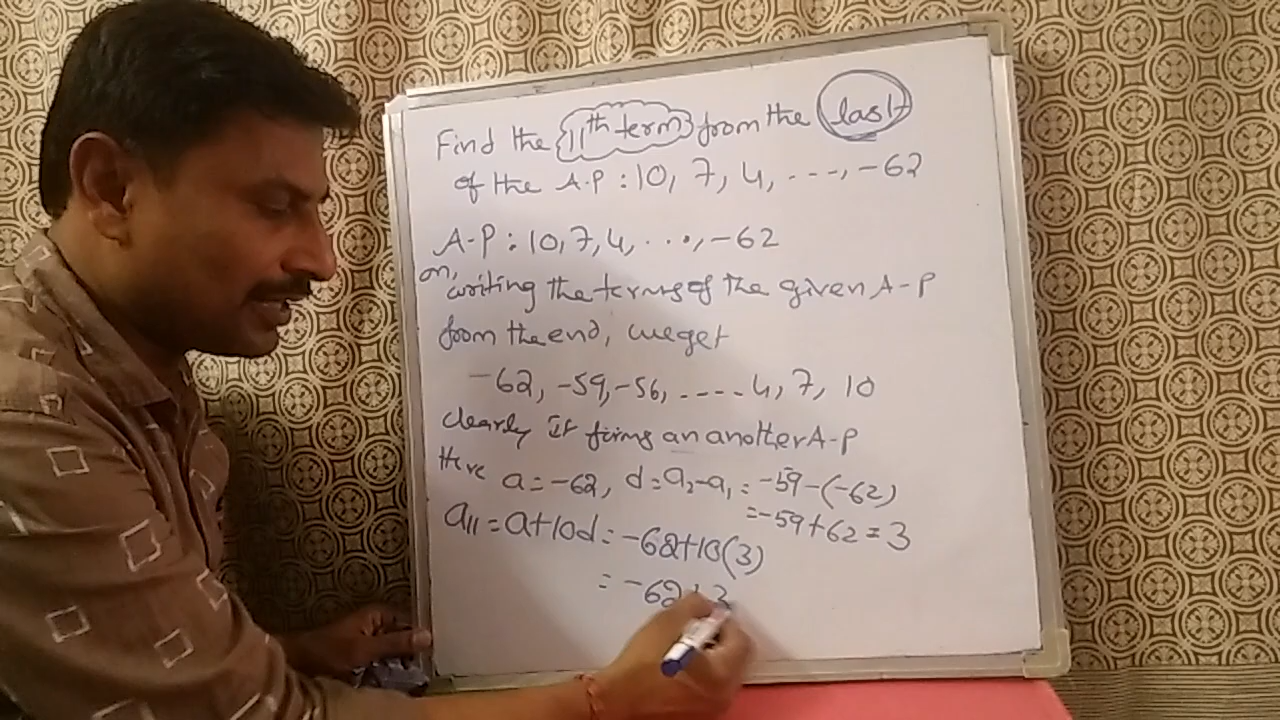 Find the 11th term from the last
of the A.P : 10, 7, 4, ---, -62
A-P : 10, 7, 4, ..., -62
on, writing the terms of the given A-P
from the end, we get
-62, -59, -56, ---- 4, 7, 10
clearly It forms an another A-P
Here a = -62, d = a2-a1 = -59-(-62)
= -59+62 = 3
a11 = a+10d = -62+10(3)
= -62+3